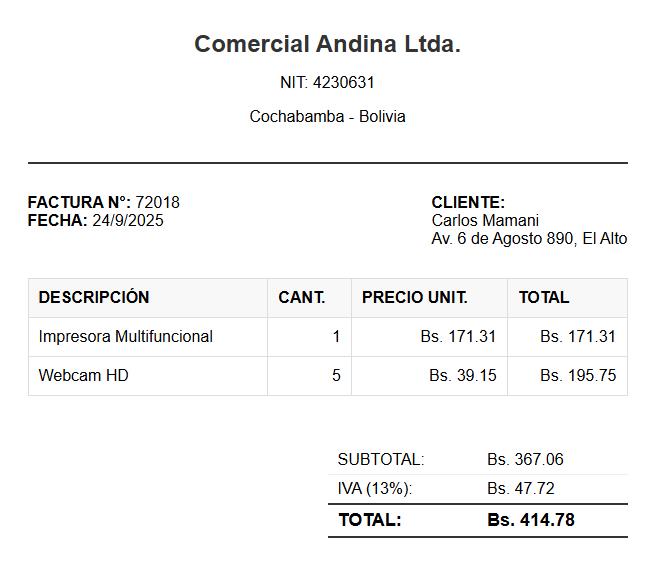 Comercial Andina Ltda.
NIT: 4230631
Cochabamba - Bolivia
FACTURA N°: 72018
FECHA: 24/9/2025
CLIENTE:
Carlos Mamani
Av. 6 de Agosto 890, El Alto
DESCRIPCIÓN CANT. PRECIO UNIT. TOTAL
Impresora Multifuncional 1 Bs. 171.31 Bs. 171.31
Webcam HD 5 Bs. 39.15 Bs. 195.75
SUBTOTAL: Bs. 367.06
IVA (13%): Bs. 47.72
TOTAL: Bs. 414.78